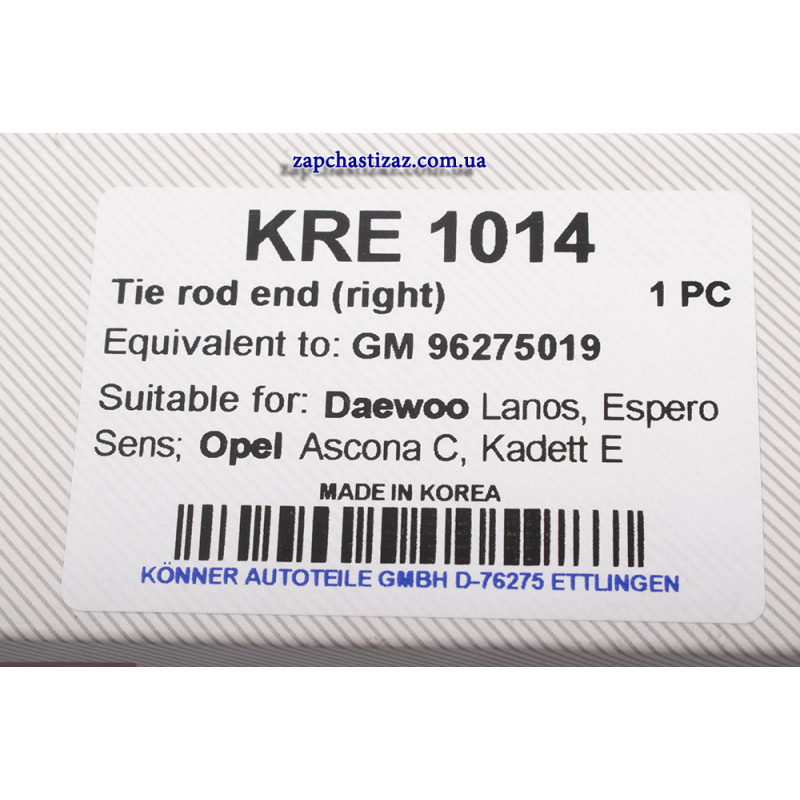 zapchastizaz.com.ua
KRE 1014
Tie rod end (right) 1 PC
Equivalent to: GM 96275019
Suitable for: Daewoo Lanos, Espero
Sens; Opel Ascona C, Kadett E
MADE IN KOREA
KÖNNER AUTOTEILE GMBH D-76275 ETTLINGEN